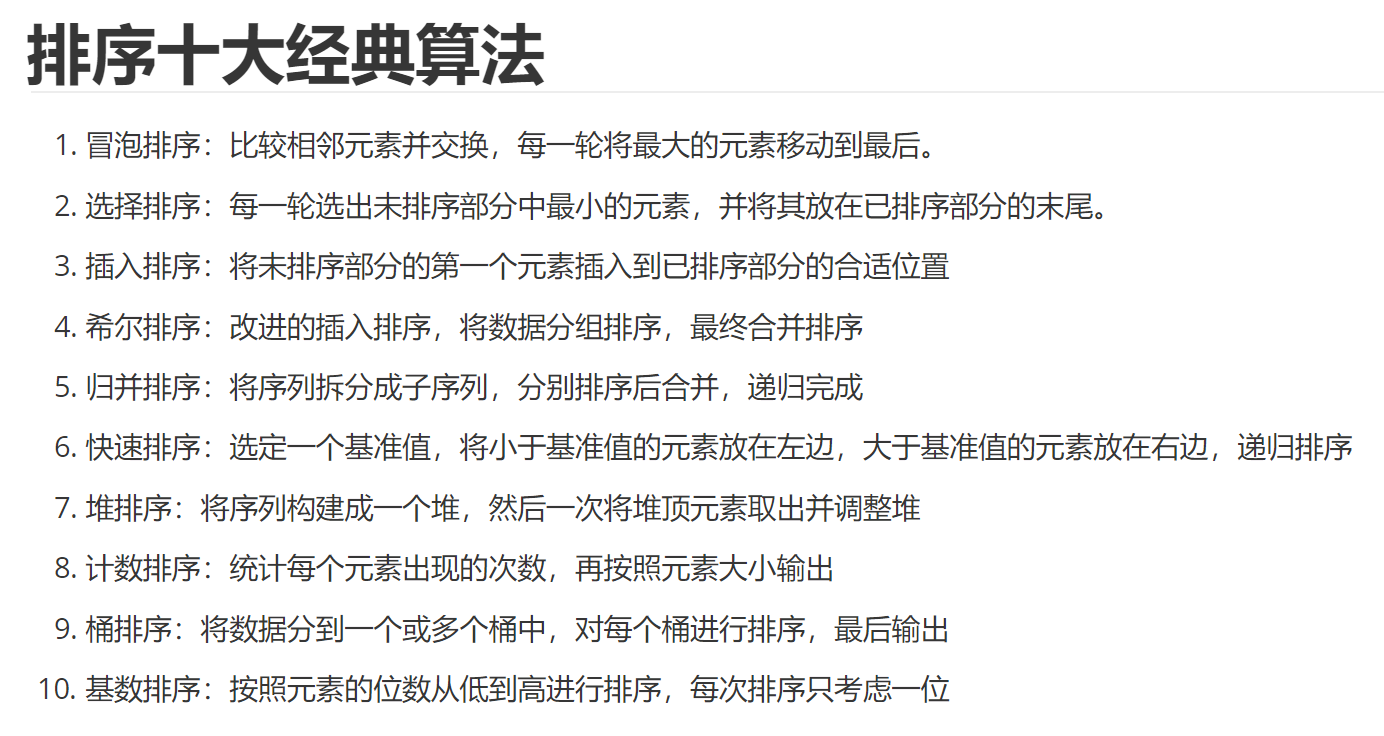 排序十大经典算法
1. 冒泡排序：比较相邻元素并交换，每一轮将最大的元素移动到最后。
2. 选择排序：每一轮选出未排序部分中最小的元素，并将其放在已排序部分的末尾。
3. 插入排序：将未排序部分的第一个元素插入到已排序部分的合适位置
4. 希尔排序：改进的插入排序，将数据分组排序，最终合并排序
5. 归并排序：将序列拆分成子序列，分别排序后合并，递归完成
6. 快速排序：选定一个基准值，将小于基准值的元素放在左边，大于基准值的元素放在右边，递归排序
7. 堆排序：将序列构建成一个堆，然后一次将堆顶元素取出并调整堆
8. 计数排序：统计每个元素出现的次数，再按照元素大小输出
9. 桶排序：将数据分到一个或多个桶中，对每个桶进行排序，最后输出
10. 基数排序：按照元素的位数从低到高进行排序，每次排序只考虑一位